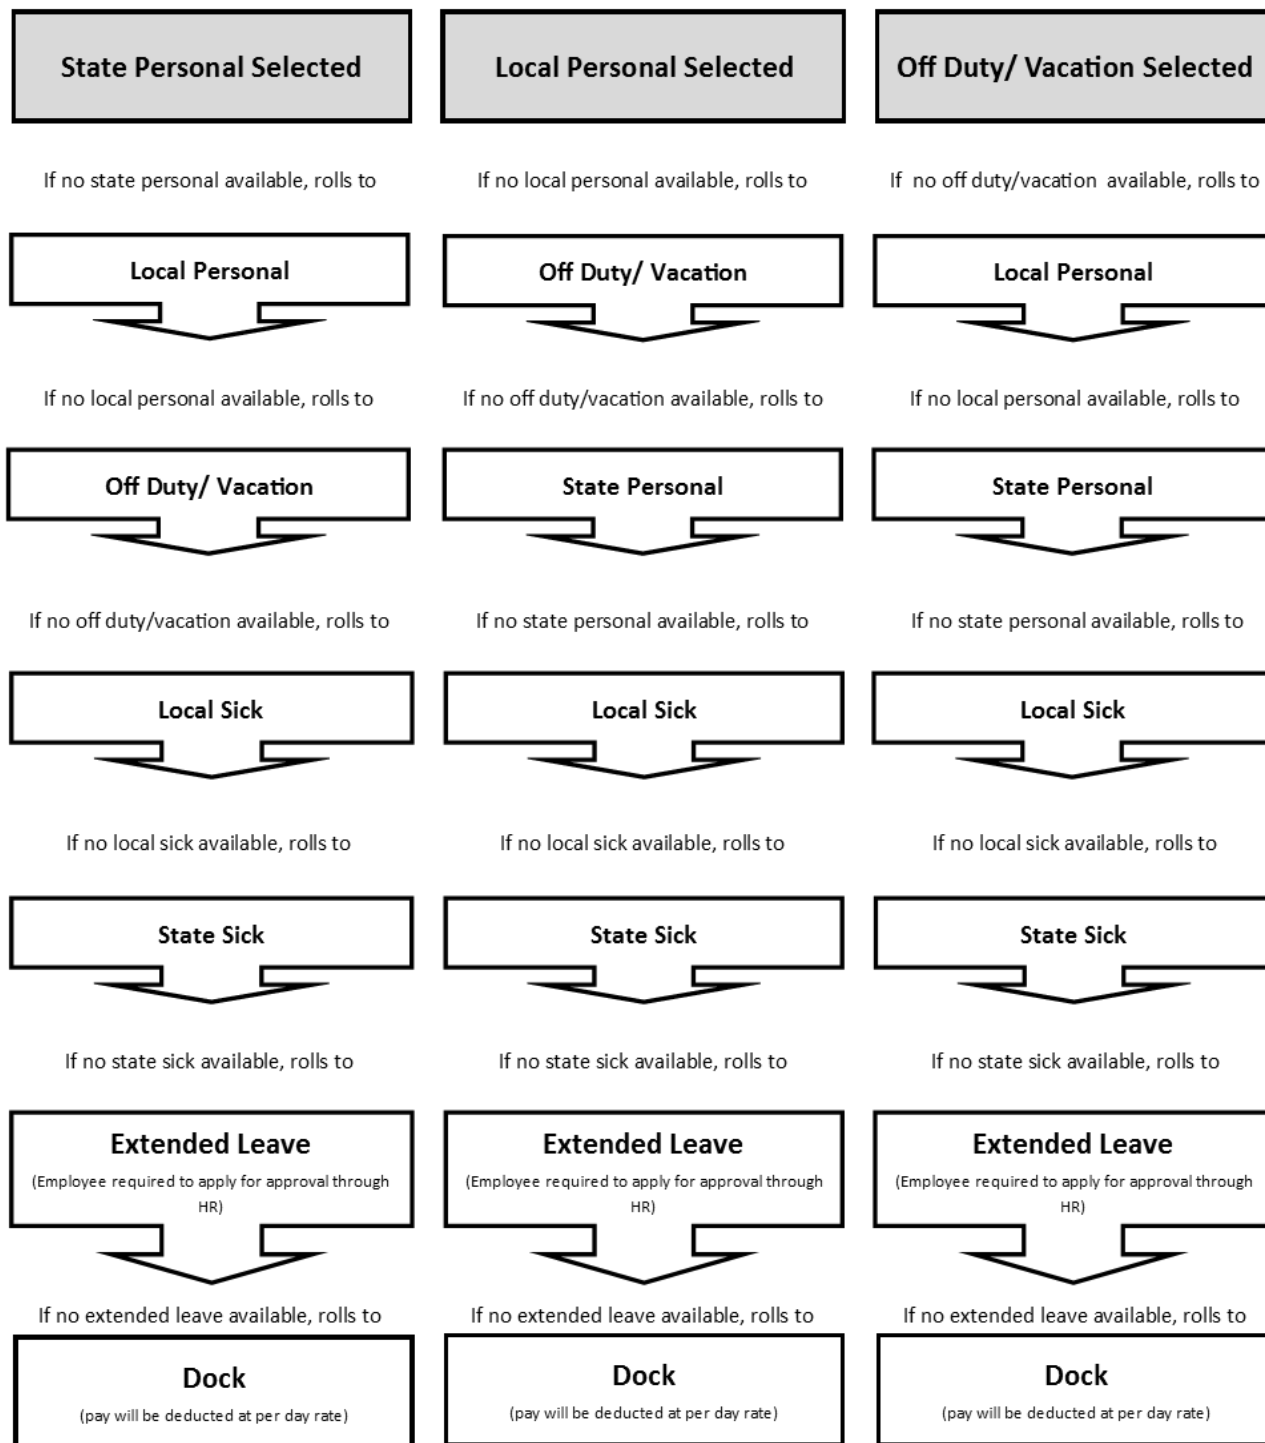 State Personal Selected
If no state personal available, rolls to
Local Personal
If no local personal available, rolls to
Off Duty/ Vacation
If no off duty/vacation available, rolls to
Local Sick
If no local sick available, rolls to
State Sick
If no state sick available, rolls to
Extended Leave
(Employee required to apply for approval through
HR)
If no extended leave available, rolls to
Dock
(pay will be deducted at per day rate)
Local Personal Selected
If no local personal available, rolls to
Off Duty/ Vacation
If no off duty/vacation available, rolls to
State Personal
If no state personal available, rolls to
Local Sick
If no local sick available, rolls to
State Sick
If no state sick available, rolls to
Extended Leave
(Employee required to apply for approval through
HR)
If no extended leave available, rolls to
Dock
(pay will be deducted at per day rate)
Off Duty/ Vacation Selected
If  no off duty/vacation  available, rolls to
Local Personal
If no local personal available, rolls to
State Personal
If no state personal available, rolls to
Local Sick
If no local sick available, rolls to
State Sick
If no state sick available, rolls to
Extended Leave
(Employee required to apply for approval through
HR)
If no extended leave available, rolls to
Dock
(pay will be deducted at per day rate)